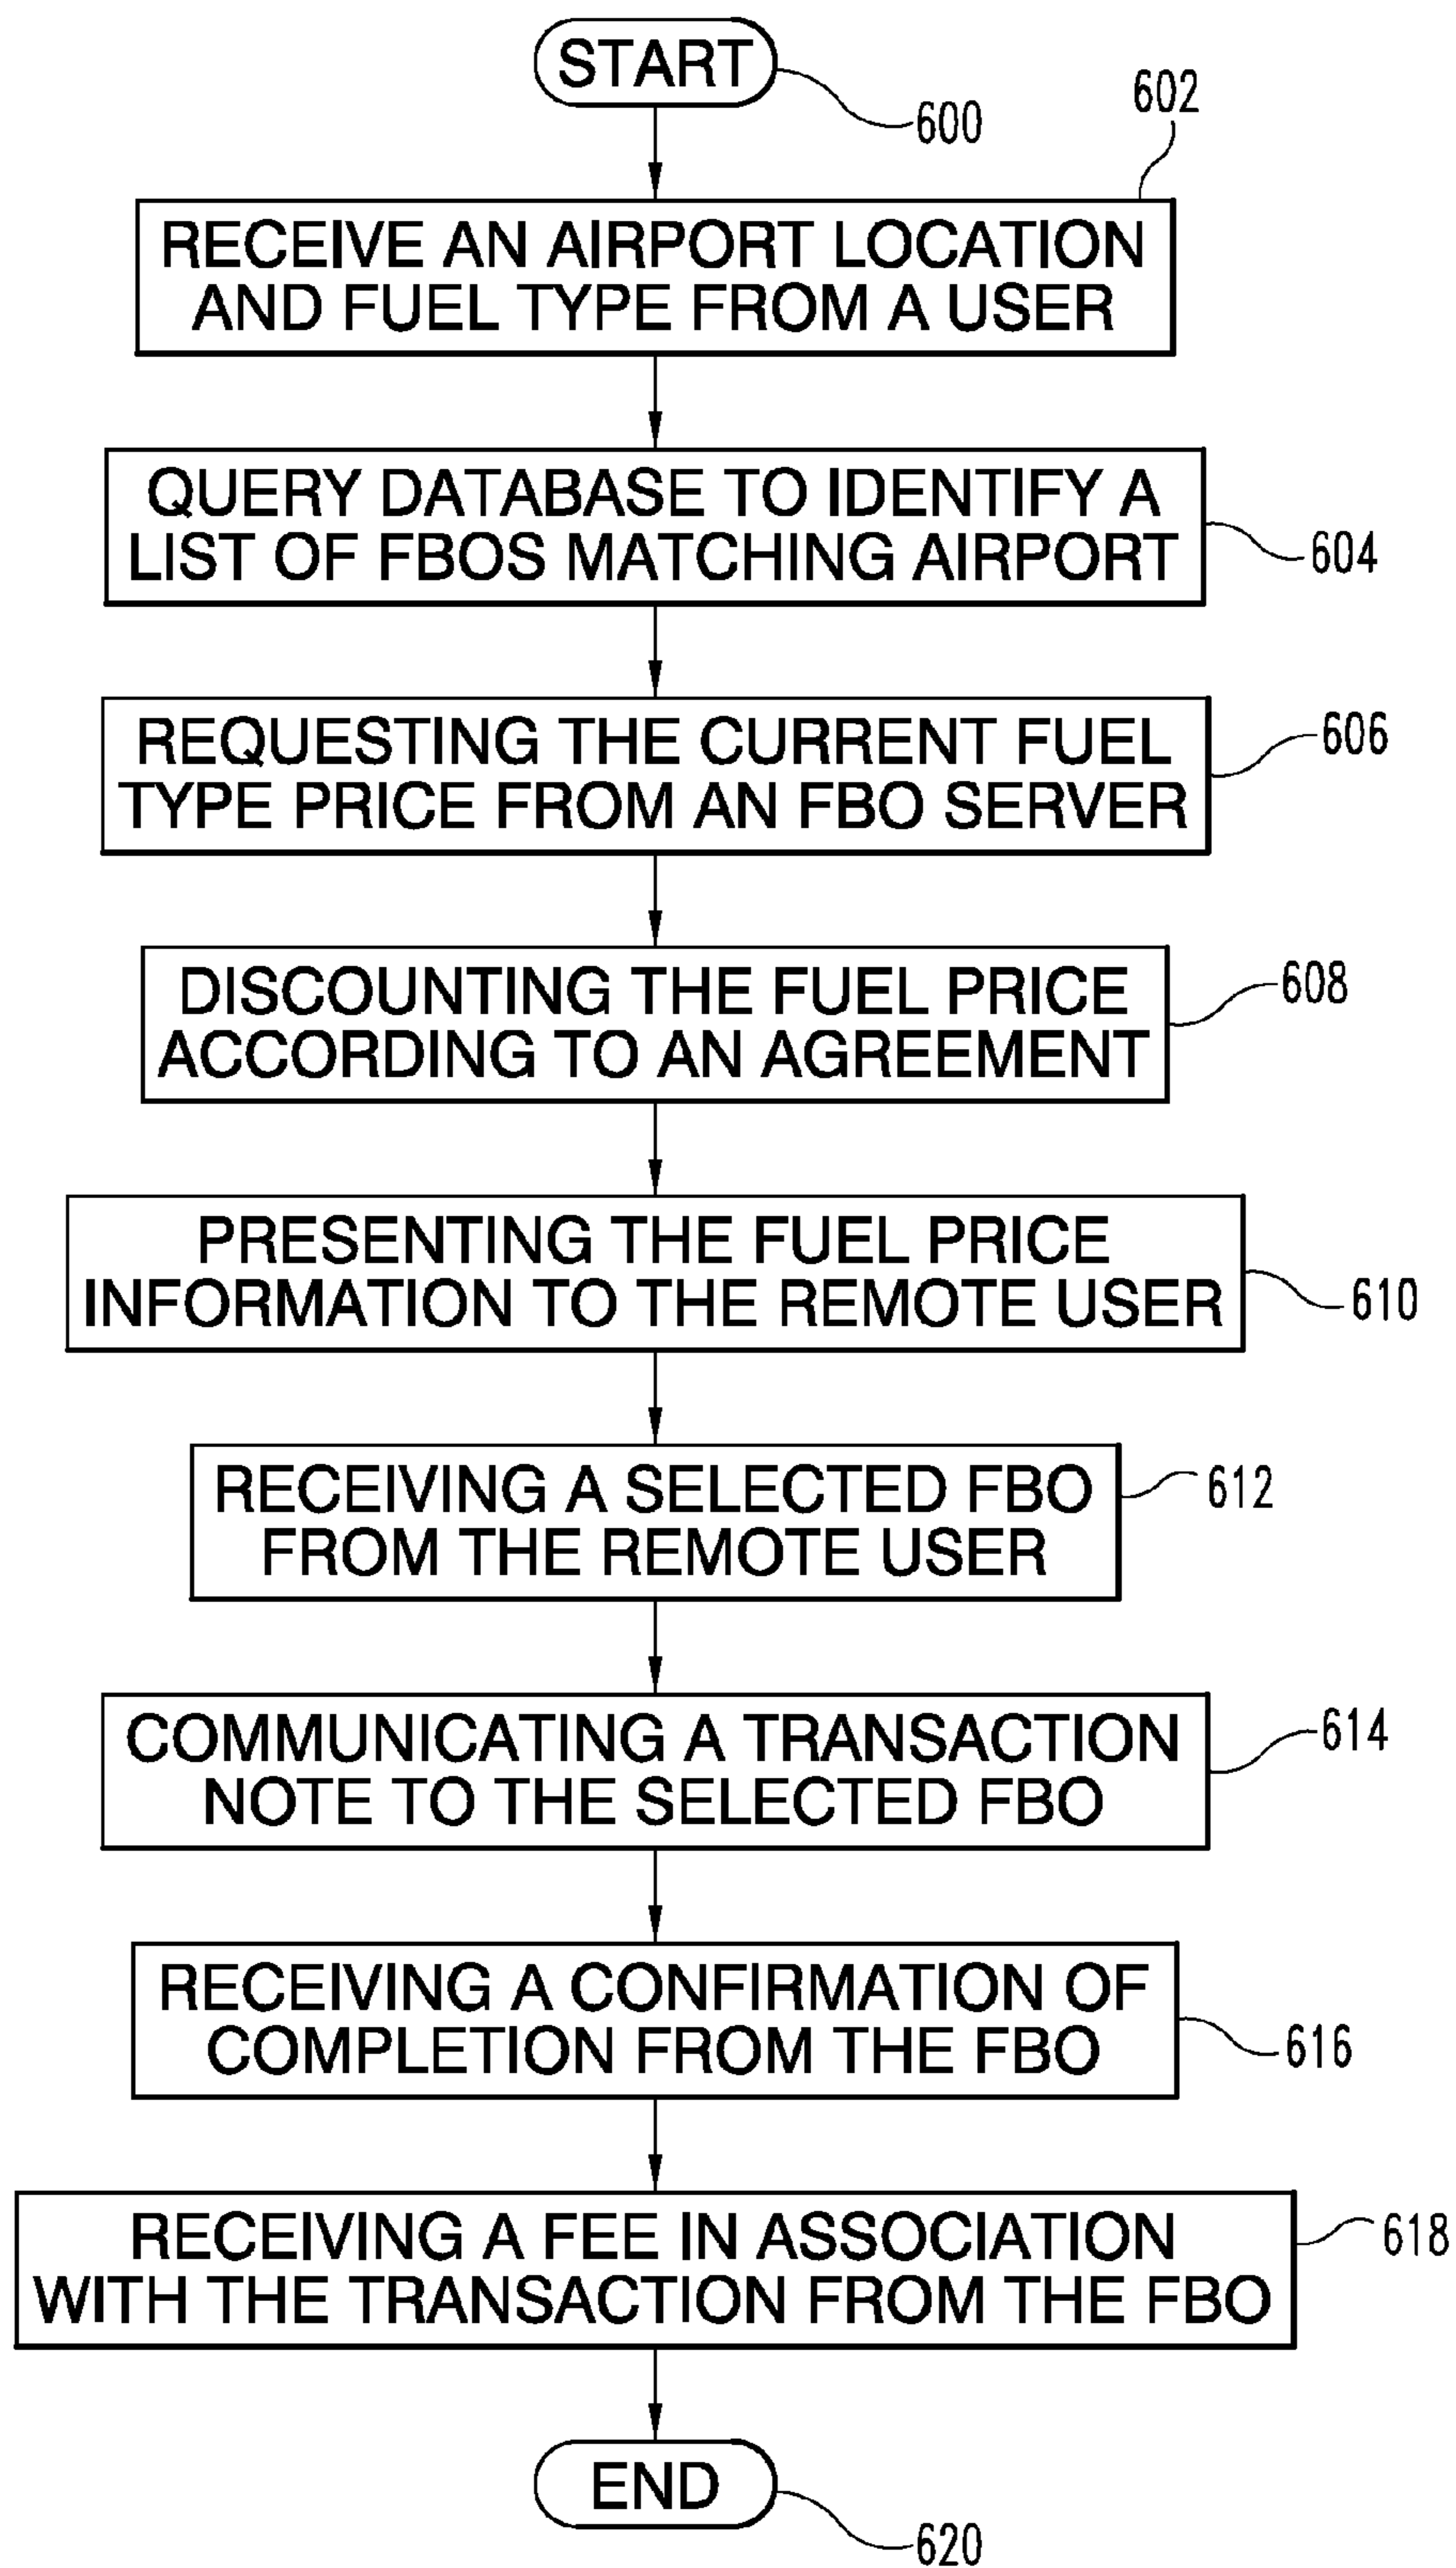 START
600
602
RECEIVE AN AIRPORT LOCATION
AND FUEL TYPE FROM A USER
QUERY DATABASE TO IDENTIFY A
LIST OF FBOS MATCHING AIRPORT
604
REQUESTING THE CURRENT FUEL
TYPE PRICE FROM AN FBO SERVER
606
DISCOUNTING THE FUEL PRICE
ACCORDING TO AN AGREEMENT
608
PRESENTING THE FUEL PRICE
INFORMATION TO THE REMOTE USER
610
RECEIVING A SELECTED FBO
FROM THE REMOTE USER
612
COMMUNICATING A TRANSACTION
NOTE TO THE SELECTED FBO
614
RECEIVING A CONFIRMATION OF
COMPLETION FROM THE FBO
616
RECEIVING A FEE IN ASSOCIATION
WITH THE TRANSACTION FROM THE FBO
618
END
620